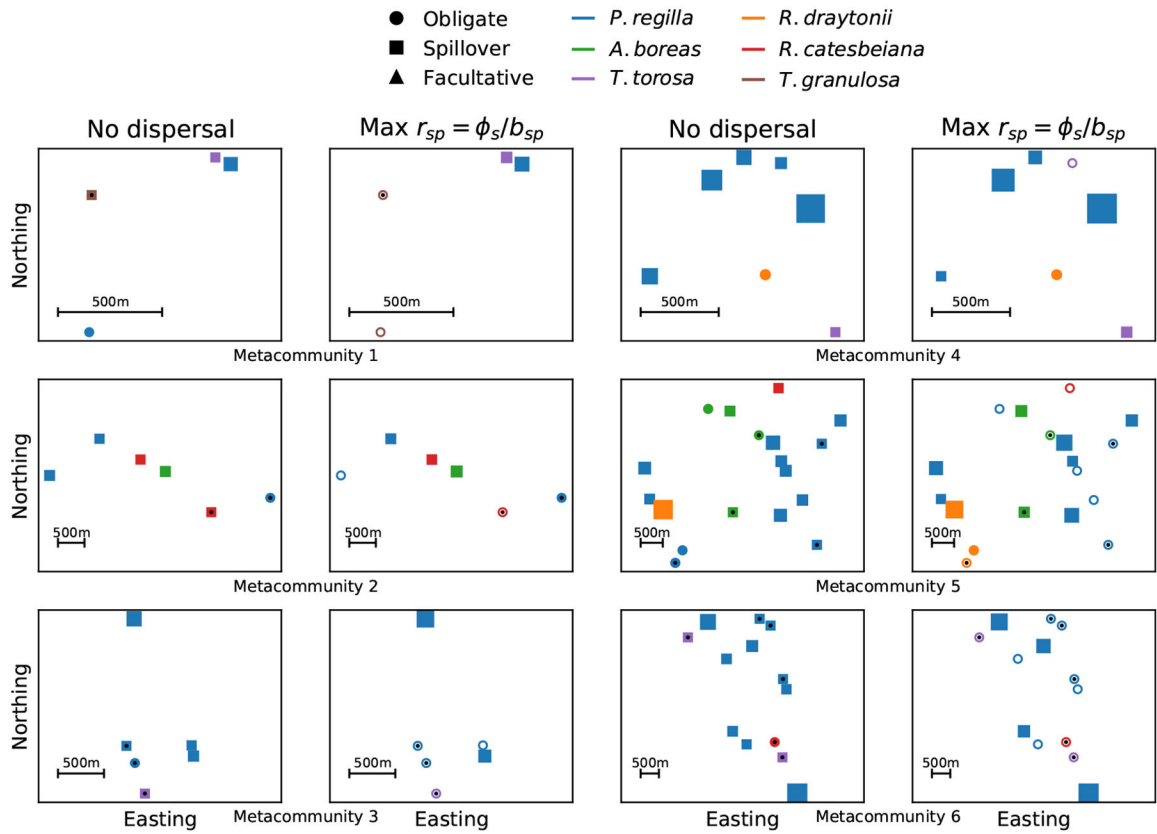 Obligate
Spillover
Facultative
P. regilla
A. boreas
T. torosa
R. draytonii
R. catesbeiana
T. granulosa
No dispersal
Max r_sp = ϕ_s/b_sp
No dispersal
Max r_sp = ϕ_s/b_sp
Northing
500m
500m
500m
500m
Metacommunity 1
Metacommunity 4
Northing
500m
500m
500m
500m
Metacommunity 2
Metacommunity 5
Northing
500m
500m
500m
500m
Easting
Metacommunity 3
Easting
Easting
Metacommunity 6
Easting